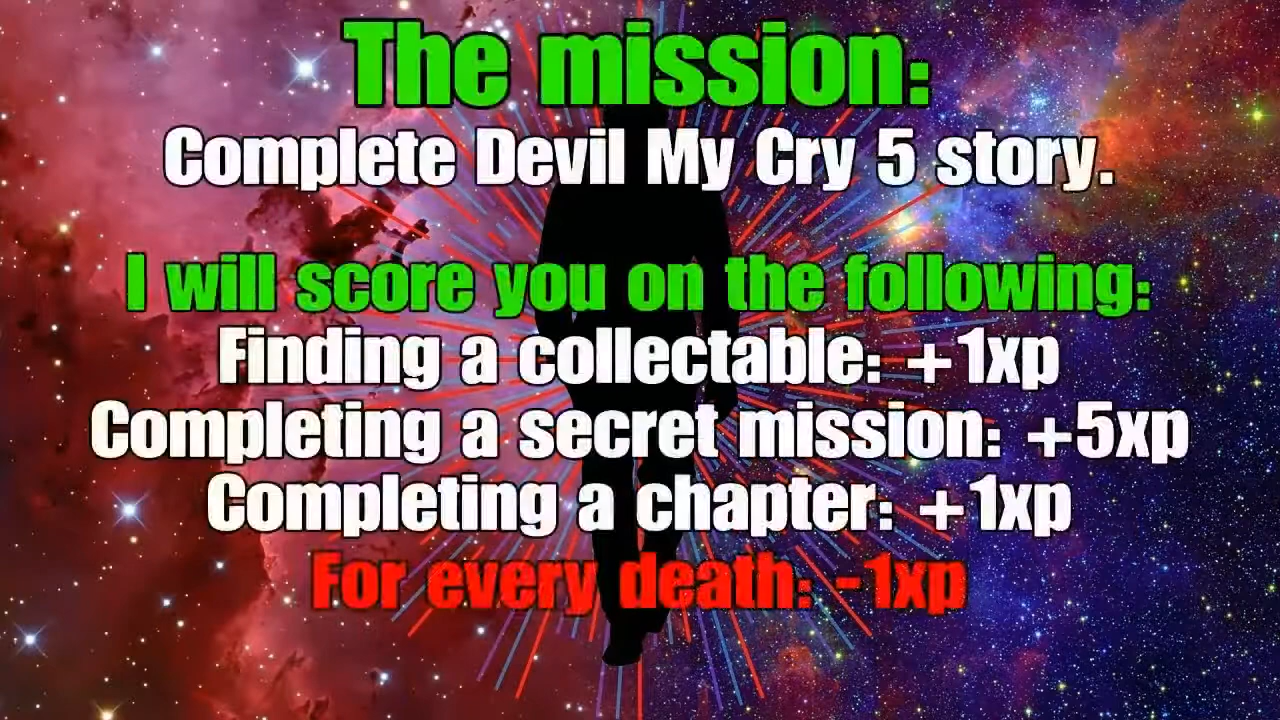 The mission:
Complete Devil My Cry 5 story.
I will score you on the following:
Finding a collectable: +1xp
Completing a secret mission: +5xp
Completing a chapter: +1xp
For every death: -1xp